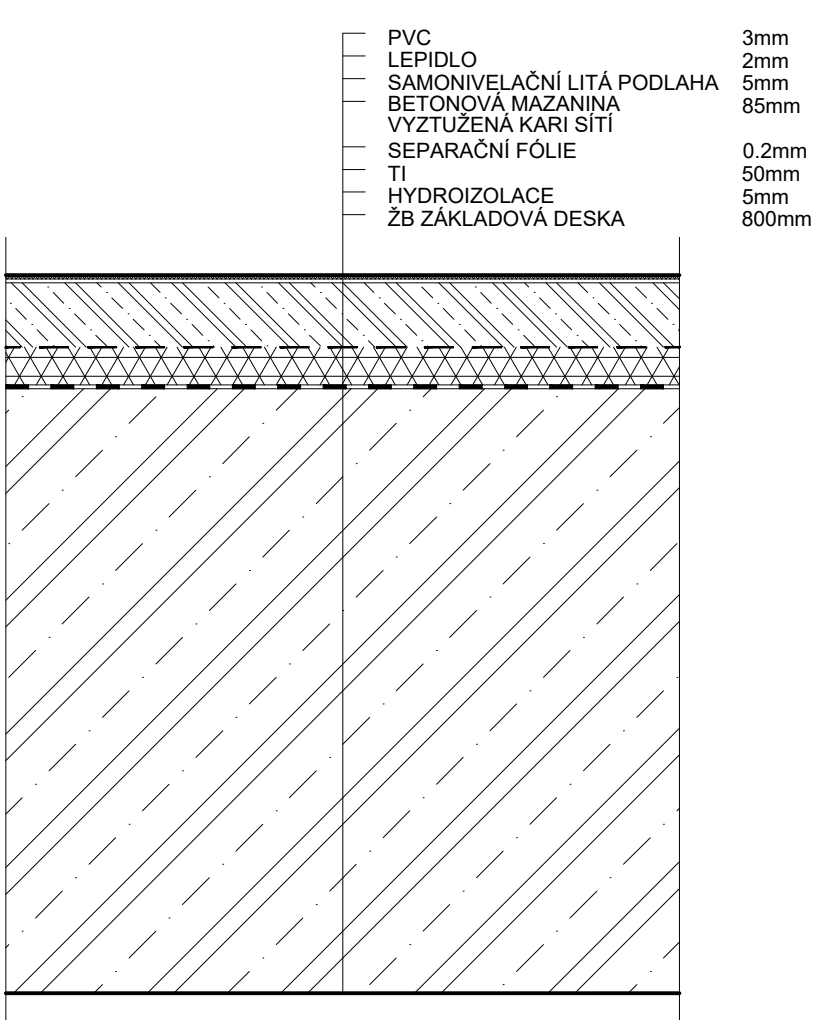 PVC 3mm
LEPIDLO 2mm
SAMONIVELAČNÍ LITÁ PODLAHA 5mm
BETONOVÁ MAZANINA 85mm
VYZTUŽENÁ KARI SÍTÍ
SEPARAČNÍ FÓLIE 0.2mm
TI 50mm
HYDROIZOLACE 5mm
ŽB ZÁKLADOVÁ DESKA 800mm